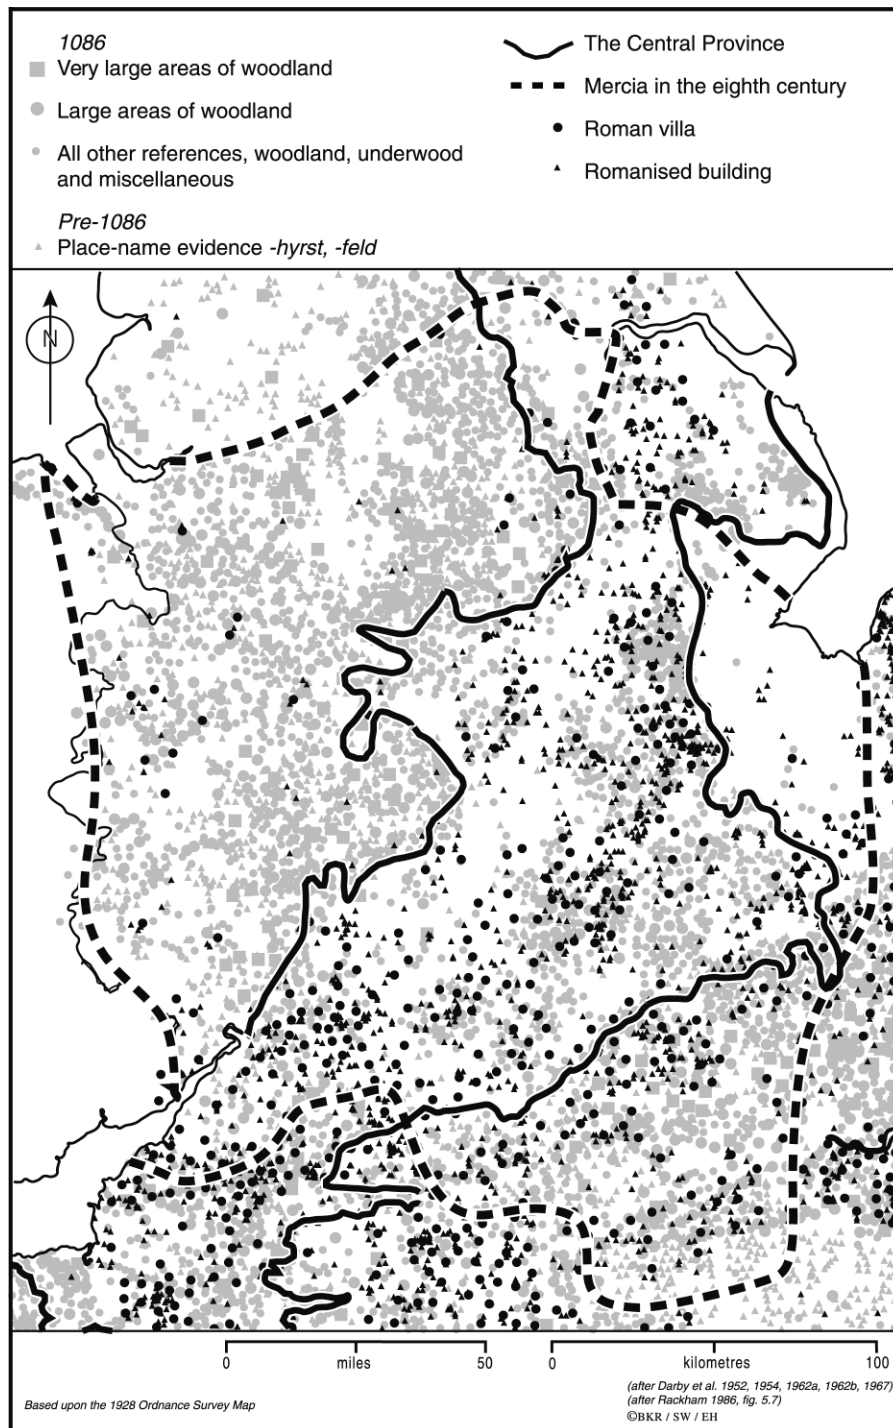 1086
Very large areas of woodland
Large areas of woodland
All other references, woodland, underwood
and miscellaneous
Pre-1086
Place-name evidence -hyrst, -feld
The Central Province
Mercia in the eighth century
Roman villa
Romanised building
N
0 miles 50 0 kilometres 100
Based upon the 1928 Ordnance Survey Map
(after Darby et al. 1952, 1954, 1962a, 1962b, 1967)
(after Rackham 1986, fig. 5.7)
©BKR / SW / EH